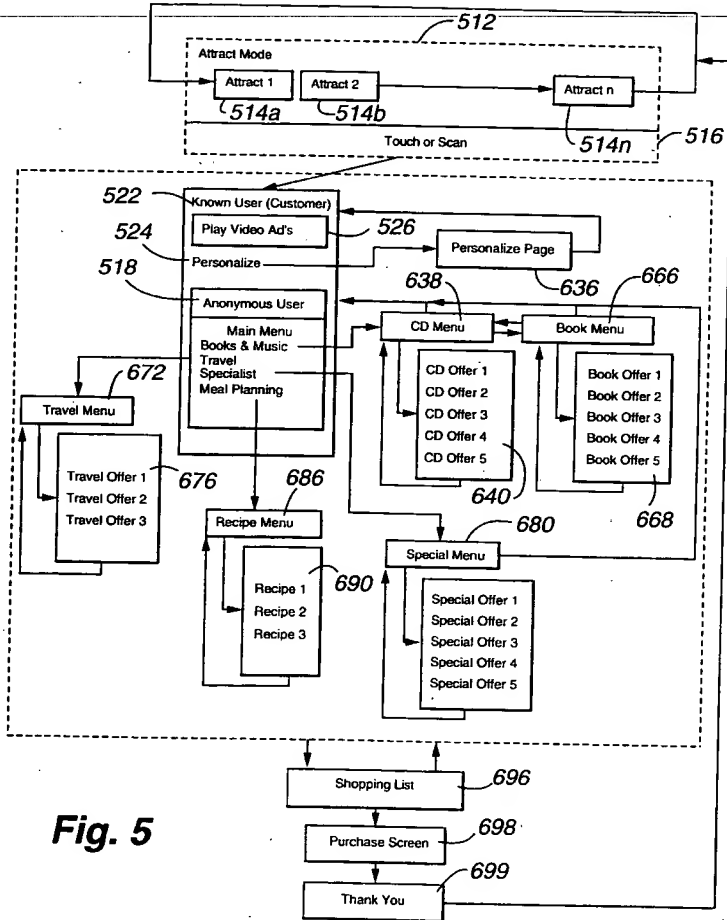 512
Attract Mode
Attract 1
Attract 2
Attract n
514a
514b
514n
516
Touch or Scan
522
Known User (Customer)
Play Video Ad's
526
524
Personalize
Personalize Page
636
518
Anonymous User
638
666
Main Menu
CD Menu
Book Menu
Books & Music
Travel
Specialist
Meal Planning
672
Travel Menu
CD Offer 1
CD Offer 2
CD Offer 3
CD Offer 4
CD Offer 5
640
Book Offer 1
Book Offer 2
Book Offer 3
Book Offer 4
Book Offer 5
668
Travel Offer 1
Travel Offer 2
Travel Offer 3
676
686
Recipe Menu
680
Special Menu
Recipe 1
Recipe 2
Recipe 3
690
Special Offer 1
Special Offer 2
Special Offer 3
Special Offer 4
Special Offer 5
Shopping List
696
Purchase Screen
698
Thank You
699
Fig. 5